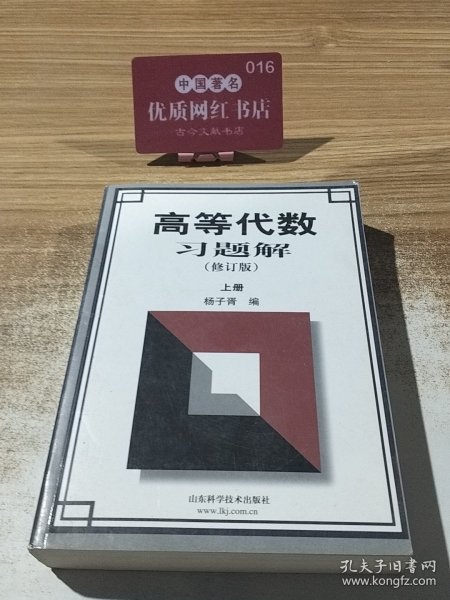 016
中国著名
优质网红书店
古今文献书店
高等代数
习题解
(修订版)
上册
杨子胥 编
山东科学技术出版社
www.lkj.com.cn
孔夫子旧书网
www.kongfz.com